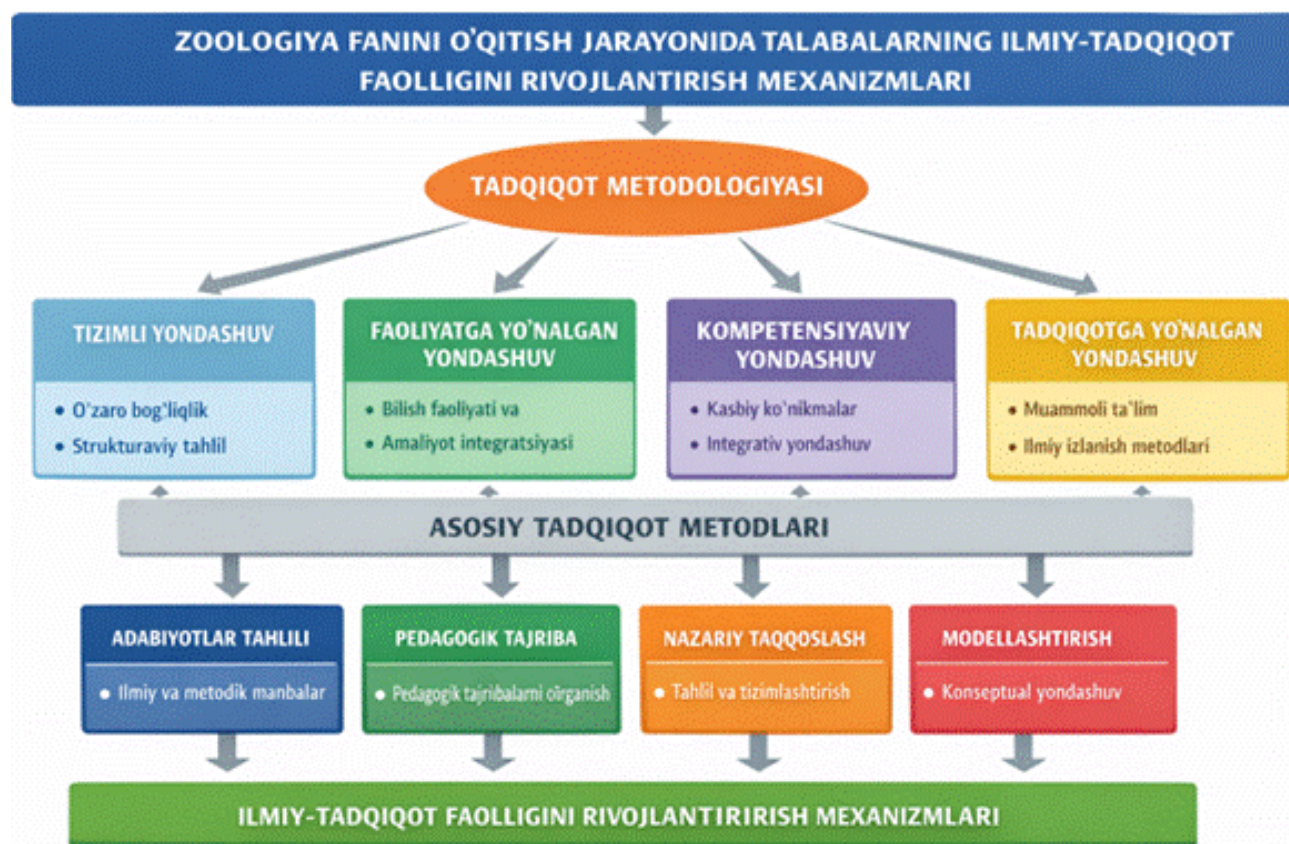 ZOOLOGIYA FANINI O'QITISH JARAYONIDA TALABALARNING ILMIY-TADQIQOT
FAOLLIGINI RIVOJLANTIRISH MEXANIZMLARI
TADQIQOT METODOLOGIYASI
TIZIMLI YONDASHUV
• O'zaro bog'liqlik
• Strukturaviy tahlil
FAOLIYATGA YO'NALGAN
YONDASHUV
• Bilish faoliyati va
• Amaliyot integratsiyasi
KOMPETENSIYAVIY
YONDASHUV
• Kasbiy ko'nikmalar
• Integrativ yondashuv
TADQIQOTGA YO'NALGAN
YONDASHUV
• Muammoli ta'lim
• Ilmiy izlanish metodlari
ASOSIY TADQIQOT METODLARI
ADABIYOTLAR TAHLILI
• Ilmiy va metodik manbalar
PEDAGOGIK TAJRIBA
• Pedagogik tajribalarni oīrganish
NAZARIY TAQQOSLASH
• Tahlil va tizimlashtirish
MODELLASHTIRISH
• Konseptual yondashuv
ILMIY-TADQIQOT FAOLLIGINI RIVOJLANTIRIRISH MEXANIZMLARI